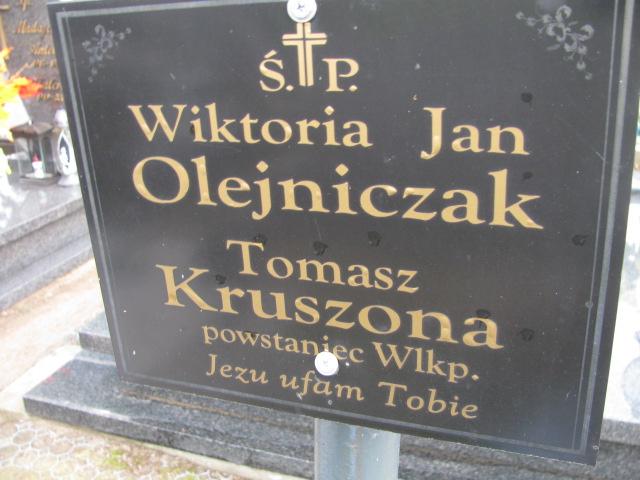 Ś. P.
Wiktoria Jan
Olejniczak
Tomasz
Kruszona
powstaniec Wlkp.
Jezu ufam Tobie